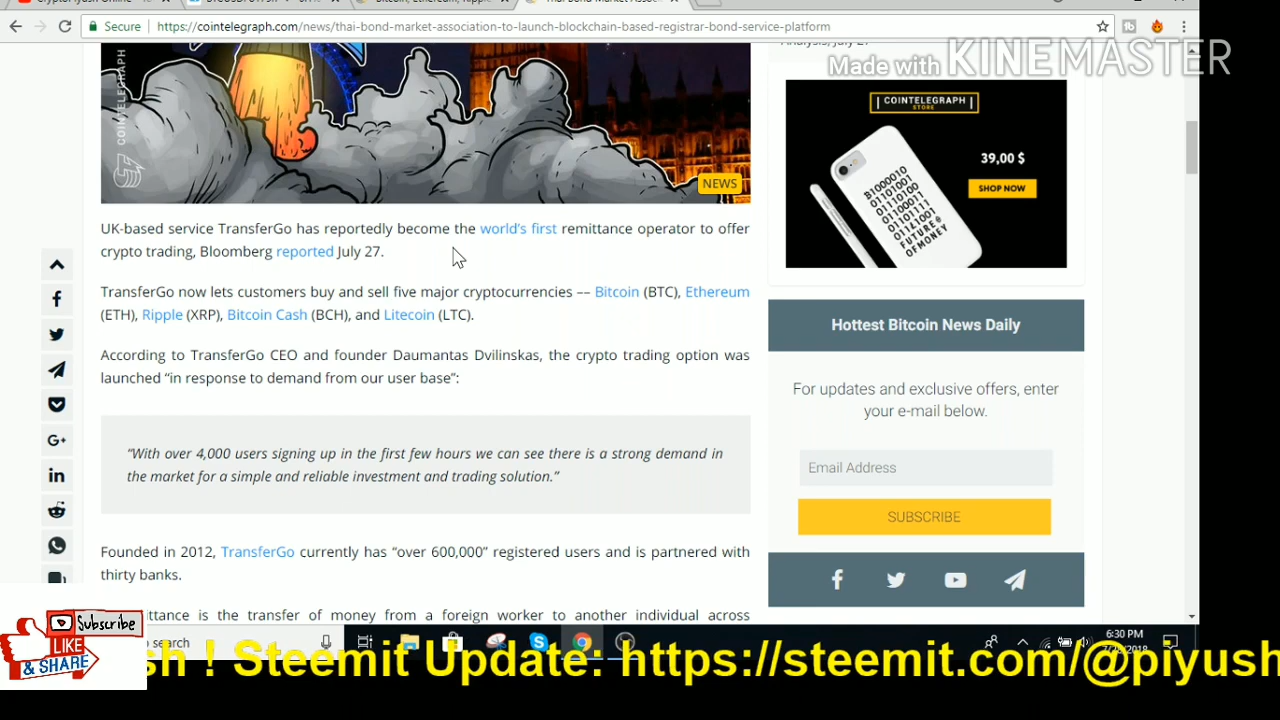 Secure
https://cointelegraph.com/news/thai-bond-market-association-to-launch-blockchain-based-registrar-bond-service-platform
Made with KINEMASTER
COINTELEGRAPH
NEWS
UK-based service TransferGo has reportedly become the world's first remittance operator to offer
crypto trading, Bloomberg reported July 27.
TransferGo now lets customers buy and sell five major cryptocurrencies –– Bitcoin (BTC), Ethereum
(ETH), Ripple (XRP), Bitcoin Cash (BCH), and Litecoin (LTC).
According to TransferGo CEO and founder Daumantas Dvilinskas, the crypto trading option was
launched “in response to demand from our user base”:
“With over 4,000 users signing up in the first few hours we can see there is a strong demand in
the market for a simple and reliable investment and trading solution.”
Founded in 2012, TransferGo currently has “over 600,000” registered users and is partnered with
thirty banks.
is the transfer of money from a foreign worker to another individual across
| COINTELEGRAPH |
STORE
39,00 $
SHOP NOW
B1000010
01101001
FUTURE
OF MONEY
Hottest Bitcoin News Daily
For updates and exclusive offers, enter
your e-mail below.
Email Address
SUBSCRIBE
search
6:30 PM
Subscribe
LIKE
& SHARE
sh ! Steemit Update: https://steemit.com/@piyush